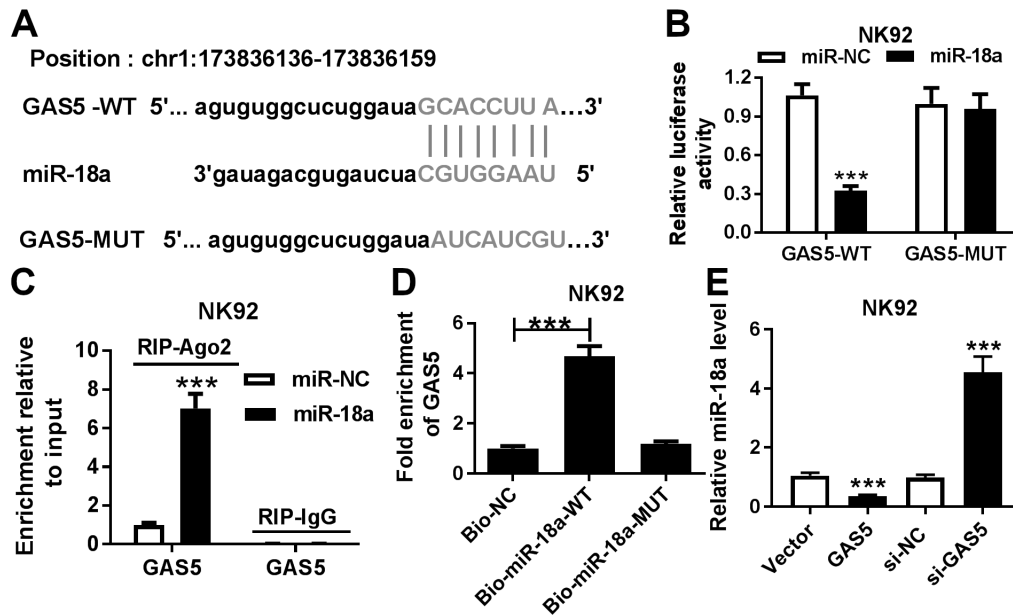 A
Position : chr1:173836136-173836159
GAS5 -WT 5'... aguguggcucuggauaGCACCUU A...3'
miR-18a 3'gauagacgugaucuaCGUGGAAU 5'
GAS5-MUT 5'... aguguggcucuggauaAUCAUCGU...3'
B
NK92
miR-NC miR-18a
Relative luciferase
activity
1.2
0.9
0.6
0.3
0.0
***
GAS5-WT GAS5-MUT
C
NK92
RIP-Ago2
***
miR-NC
miR-18a
Enrichment relative
to input
10
8
6
4
2
0
RIP-IgG
GAS5 GAS5
D
NK92
***
Fold enrichment
of GAS5
6
4
2
0
Bio-NC
Bio-miR-18a-WT
Bio-miR-18a-MUT
E
NK92
Relative miR-18a level
6
4
2
0
***
***
Vector
GAS5
si-NC
si-GAS5